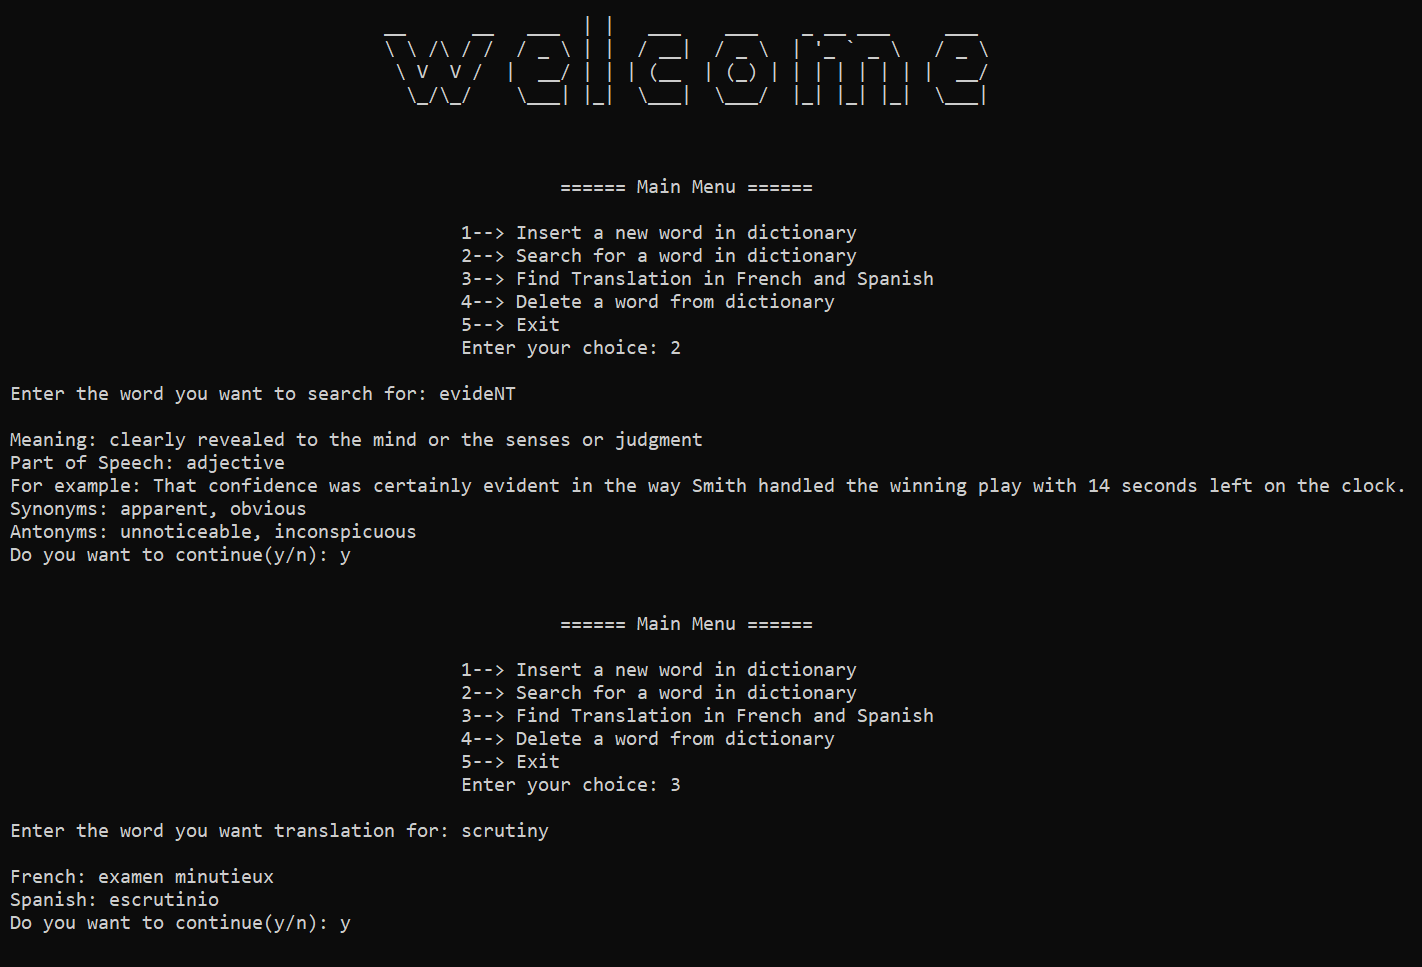 welcome
====== Main Menu ======
1--> Insert a new word in dictionary
2--> Search for a word in dictionary
3--> Find Translation in French and Spanish
4--> Delete a word from dictionary
5--> Exit
Enter your choice: 2
Enter the word you want to search for: evideNT
Meaning: clearly revealed to the mind or the senses or judgment
Part of Speech: adjective
For example: That confidence was certainly evident in the way Smith handled the winning play with 14 seconds left on the clock.
Synonyms: apparent, obvious
Antonyms: unnoticeable, inconspicuous
Do you want to continue(y/n): y
====== Main Menu ======
1--> Insert a new word in dictionary
2--> Search for a word in dictionary
3--> Find Translation in French and Spanish
4--> Delete a word from dictionary
5--> Exit
Enter your choice: 3
Enter the word you want translation for: scrutiny
French: examen minutieux
Spanish: escrutinio
Do you want to continue(y/n): y